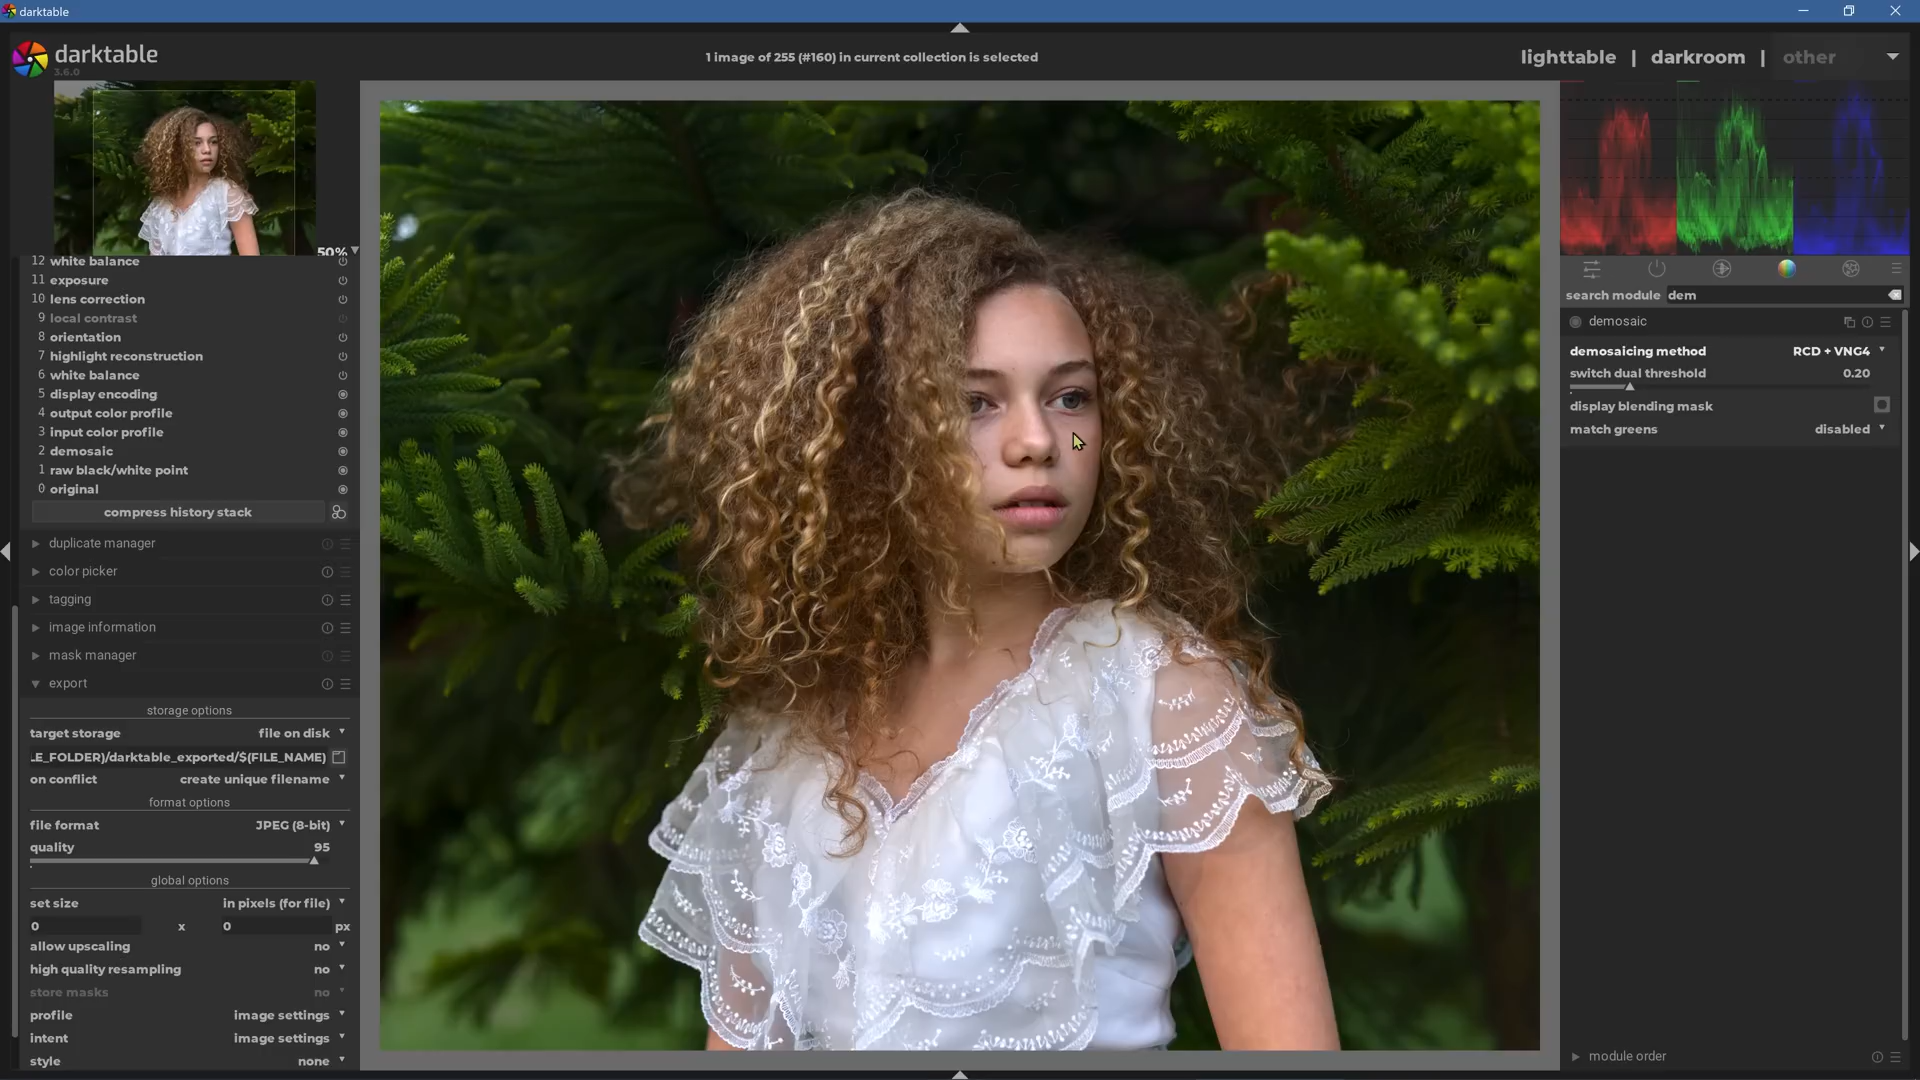 darktable
darktable
3.6.0
1 image of 255 (#160) in current collection is selected
lighttable | darkroom | other
50%
12 white balance
11 exposure
10 lens correction
9 local contrast
8 orientation
7 highlight reconstruction
6 white balance
5 display encoding
4 output color profile
3 input color profile
2 demosaic
1 raw black/white point
0 original
compress history stack
duplicate manager
color picker
tagging
image information
mask manager
export
storage options
target storage file on disk
LE_FOLDER)/darktable_exported/$(FILE_NAME)
on conflict create unique filename
format options
file format JPEG (8-bit)
quality 95
global options
set size in pixels (for file)
0 x 0 px
allow upscaling no
high quality resampling no
store masks no
profile image settings
intent image settings
style none
search module dem
demosaic
demosaicing method RCD + VNG4
switch dual threshold 0.20
display blending mask
match greens disabled
module order